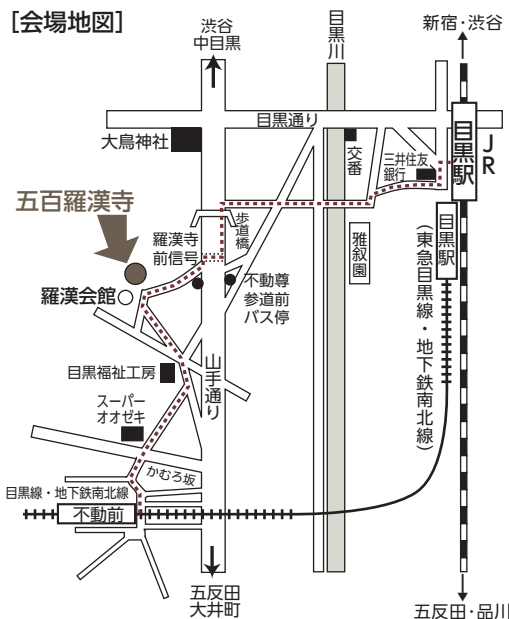 [会場地図]
渋谷
中目黒
目黒川
新宿・渋谷
目黒通り
大鳥神社
交番
三井住友
銀行
目黒駅
JR
五百羅漢寺
羅漢寺
前信号
歩道橋
雅叙園
目黒駅
(東急目黒線・地下鉄南北線)
羅漢会館
不動尊
参道前
バス停
山手通り
目黒福祉工房
スーパー
オオゼキ
かむろ坂
目黒線・地下鉄南北線
不動前
五反田
大井町
五反田・品川